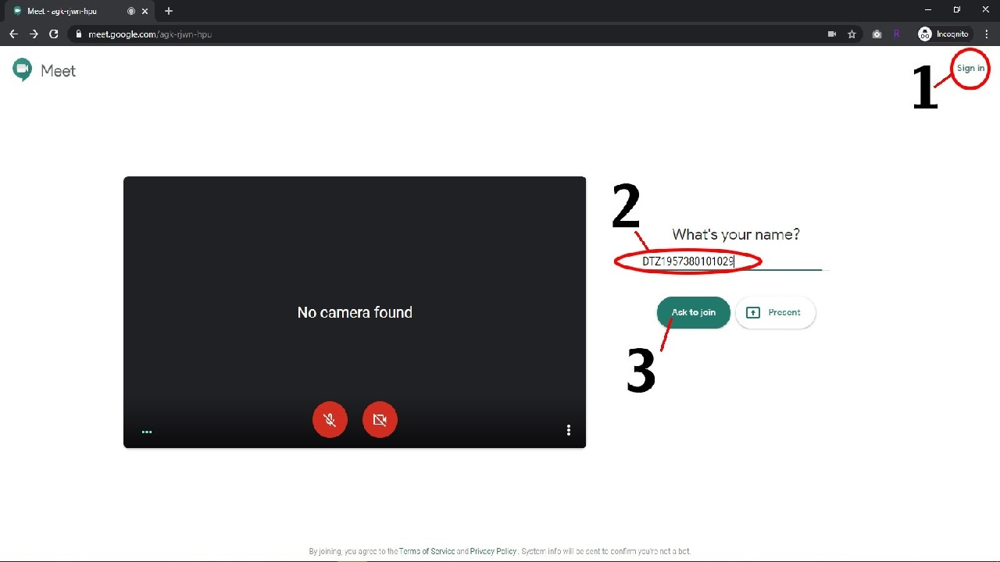 Meet - agk-rjwn-hpu
meet.google.com/agk-rjwn-hpu
R
Incognito
Meet
Sign in
1
2
What's your name?
DTZ1957380101029
No camera found
Ask to join
Present
3
By joining, you agree to the Terms of Service and Privacy Policy. System info will be sent to confirm you're not a bot.